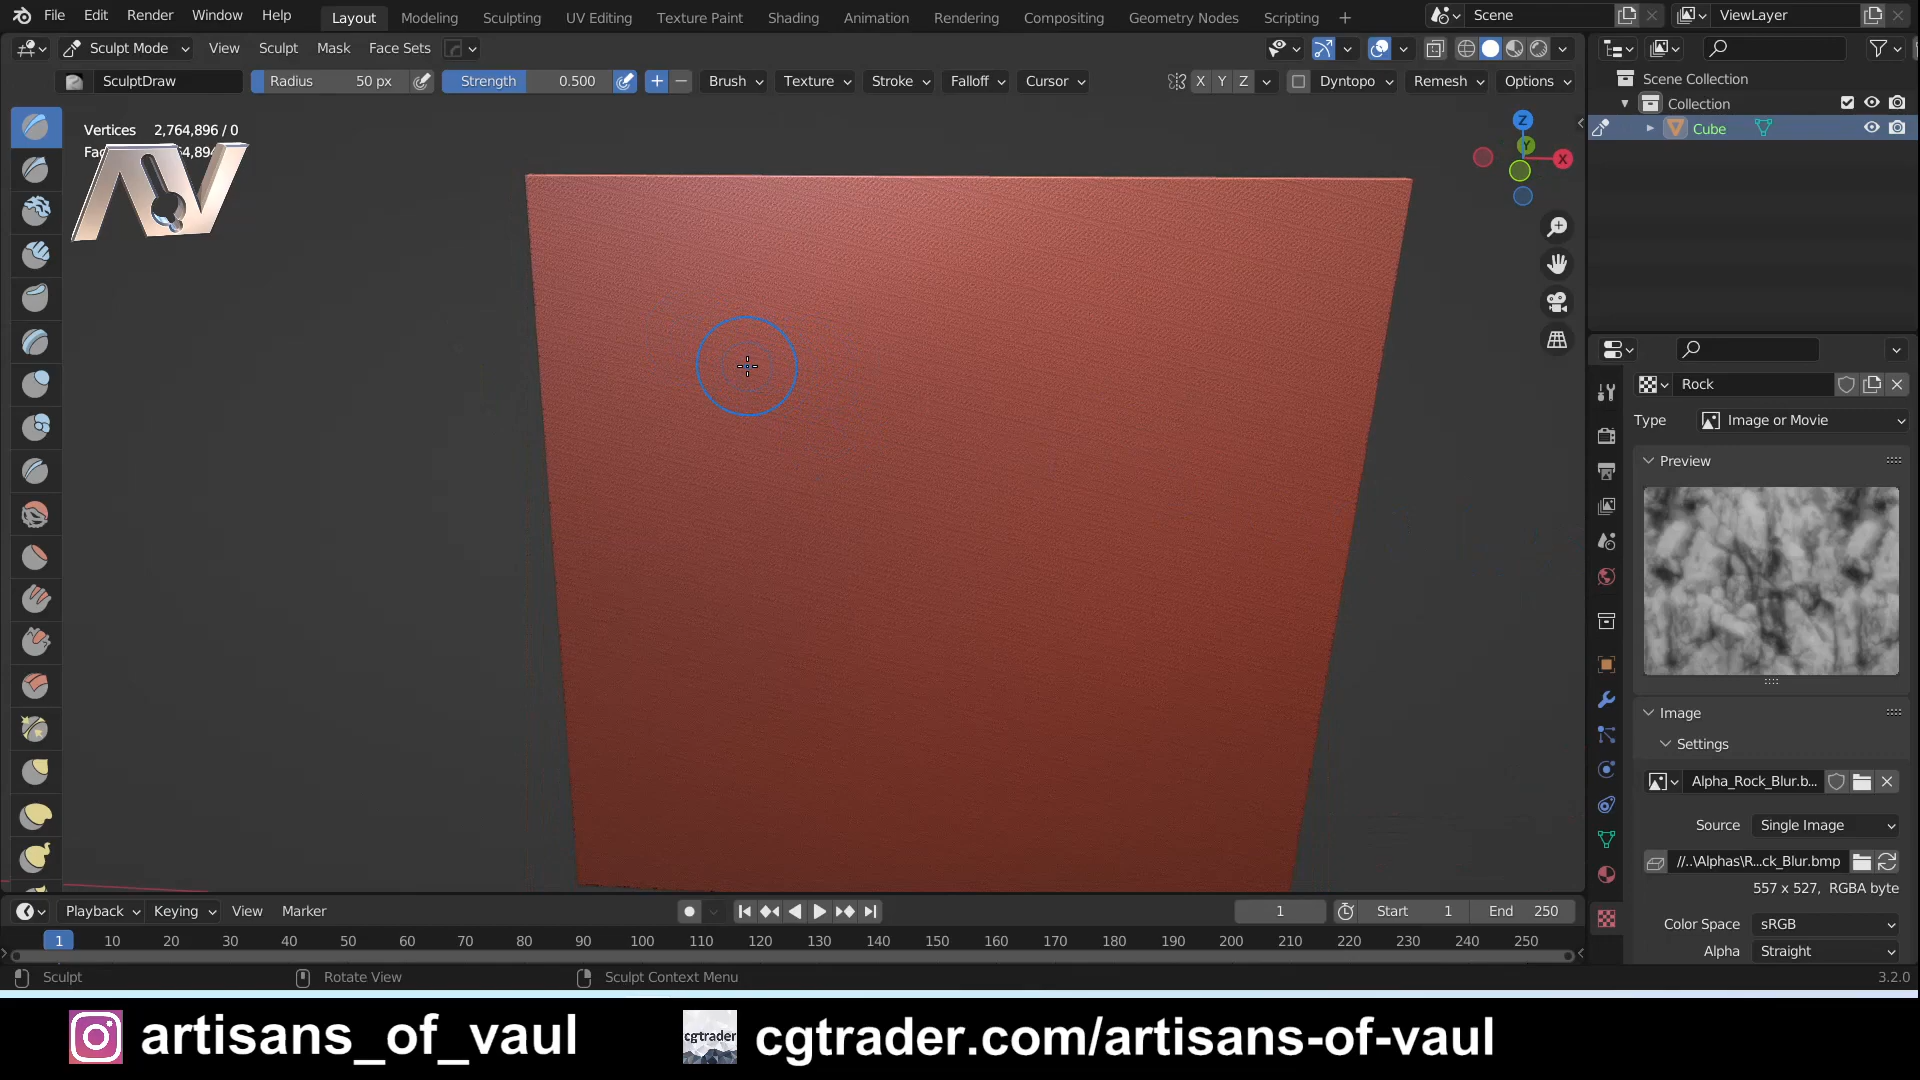 File Edit Render Window Help Layout Modeling Sculpting UV Editing Texture Paint Shading Animation Rendering Compositing Geometry Nodes Scripting + Scene ViewLayer
Sculpt Mode View Sculpt Mask Face Sets
SculptDraw Radius 50 px Strength 0.500 + − Brush Texture Stroke Falloff Cursor X Y Z Dyntopo Remesh Options
Scene Collection
Collection
Cube
Vertices 2,764,896 / 0
AV
Z
Y
X
Rock
Type Image or Movie
Preview
Image
Settings
Alpha_Rock_Blur.b...
Source Single Image
//..\Alphas\R...ck_Blur.bmp
557 x 527, RGBA byte
Color Space sRGB
Alpha Straight
Playback Keying View Marker 1 Start 1 End 250
1 10 20 30 40 50 60 70 80 90 100 110 120 130 140 150 160 170 180 190 200 210 220 230 240 250
Sculpt Rotate View Sculpt Context Menu 3.2.0
artisans_of_vaul cgtrader cgtrader.com/artisans-of-vaul